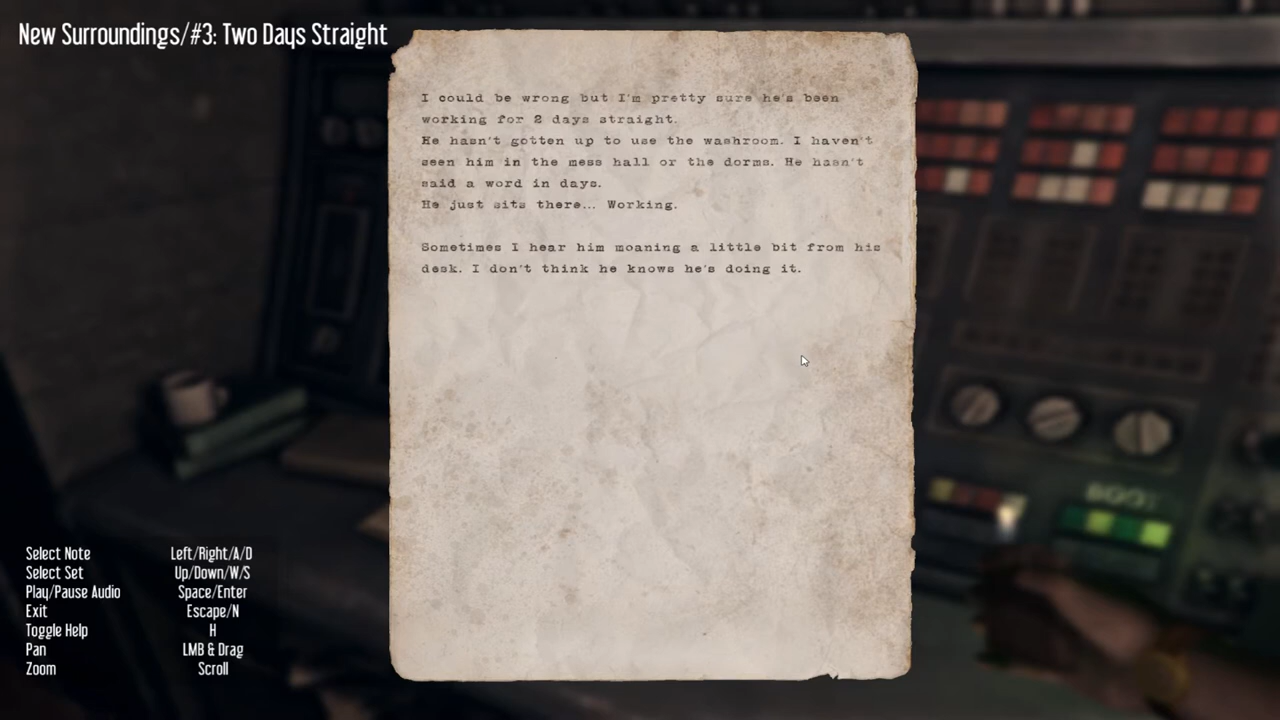 New Surroundings/#3: Two Days Straight
I could be wrong but I'm pretty sure he's been
working for 2 days straight.
He hasn't gotten up to use the washroom. I haven't
seen him in the mess hall or the dorms. He hasn't
said a word in days.
He just sits there... Working.
Sometimes I hear him moaning a little bit from his
desk. I don't think he knows he's doing it.
BOOT
Select Note Left/Right/A/D
Select Set Up/Down/W/S
Play/Pause Audio Space/Enter
Exit Escape/N
Toggle Help H
Pan LMB & Drag
Zoom Scroll